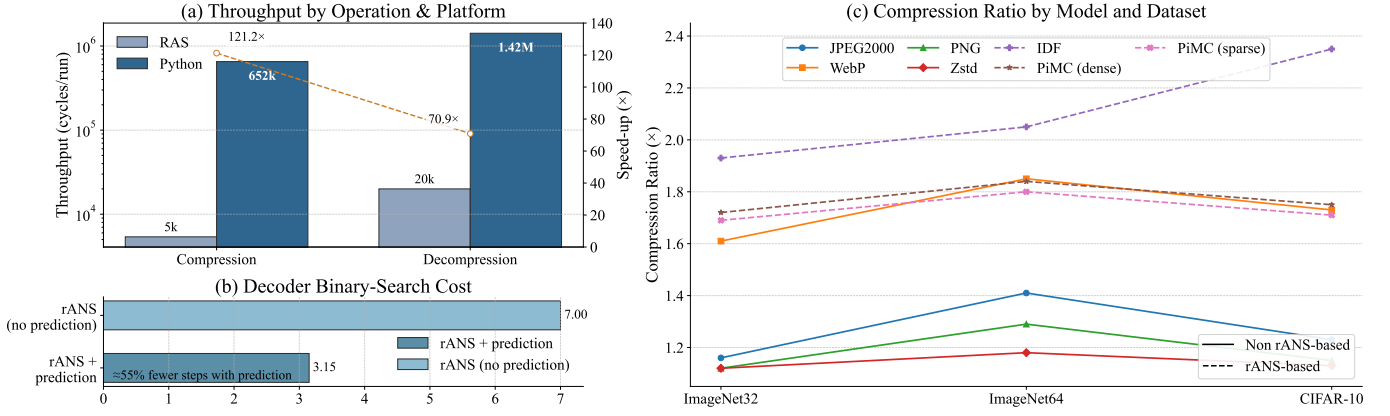 (a) Throughput by Operation & Platform
Throughput (cycles/run)
10^6
10^5
10^4
RAS
Python
121.2×
652k
1.42M
70.9×
20k
5k
Compression
Decompression
140
120
100
80
60
40
20
0
Speed-up (×)
(b) Decoder Binary-Search Cost
rANS
(no prediction)
7.00
rANS +
prediction
≈55% fewer steps with prediction
3.15
rANS + prediction
rANS (no prediction)
0 1 2 3 4 5 6 7
(c) Compression Ratio by Model and Dataset
Compression Ratio (×)
2.4
2.2
2.0
1.8
1.6
1.4
1.2
JPEG2000
WebP
PNG
Zstd
IDF
PiMC (dense)
PiMC (sparse)
Non rANS-based
rANS-based
ImageNet32
ImageNet64
CIFAR-10